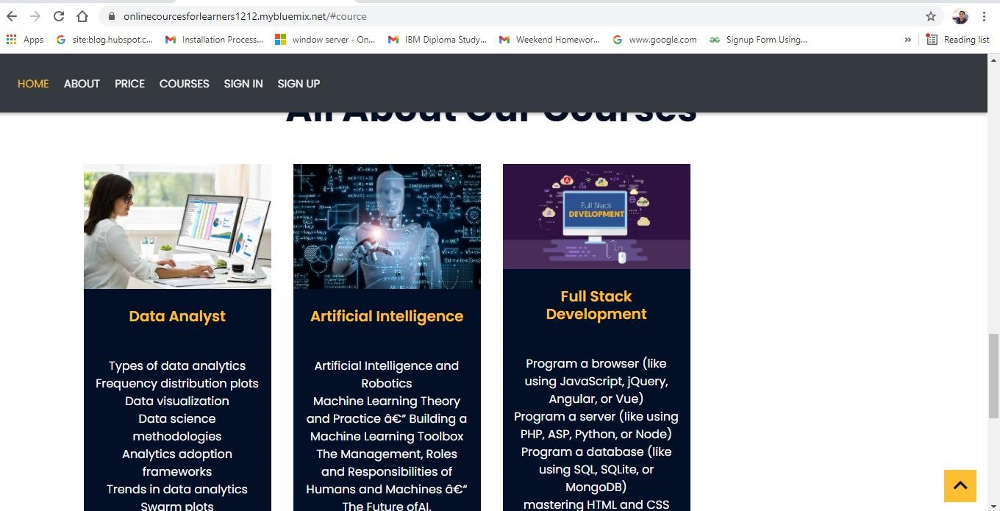 onlinecourcesforlearners1212.mybluemix.net/#cource
Apps
site:blog.hubspot.c...
Installation Process...
window server - On...
IBM Diploma Study...
Weekend Homewor...
www.google.com
Signup Form Using...
»
Reading list
HOME
ABOUT
PRICE
COURSES
SIGN IN
SIGN UP
All About Our Courses
Full Stack
DEVELOPMENT
Data Analyst
Types of data analytics
Frequency distribution plots
Data visualization
Data science
methodologies
Analytics adoption
frameworks
Trends in data analytics
Swarm plots
Artificial Intelligence
Artificial Intelligence and
Robotics
Machine Learning Theory
and Practice â€“ Building a
Machine Learning Toolbox
The Management, Roles
and Responsibilities of
Humans and Machines â€“
The Future ofAI.
Full Stack
Development
Program a browser (like
using JavaScript, jQuery,
Angular, or Vue)
Program a server (like using
PHP, ASP, Python, or Node)
Program a database (like
using SQL, SQLite, or
MongoDB)
mastering HTML and CSS